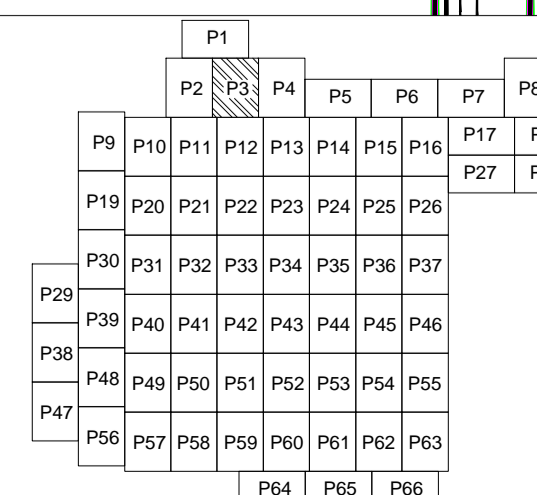 P1
P2 P3 P4 P5 P6 P7 P8
P9 P10 P11 P12 P13 P14 P15 P16 P17
P27
P19 P20 P21 P22 P23 P24 P25 P26
P30 P31 P32 P33 P34 P35 P36 P37
P29
P39 P40 P41 P42 P43 P44 P45 P46
P38
P48 P49 P50 P51 P52 P53 P54 P55
P47
P56 P57 P58 P59 P60 P61 P62 P63
P64 P65 P66